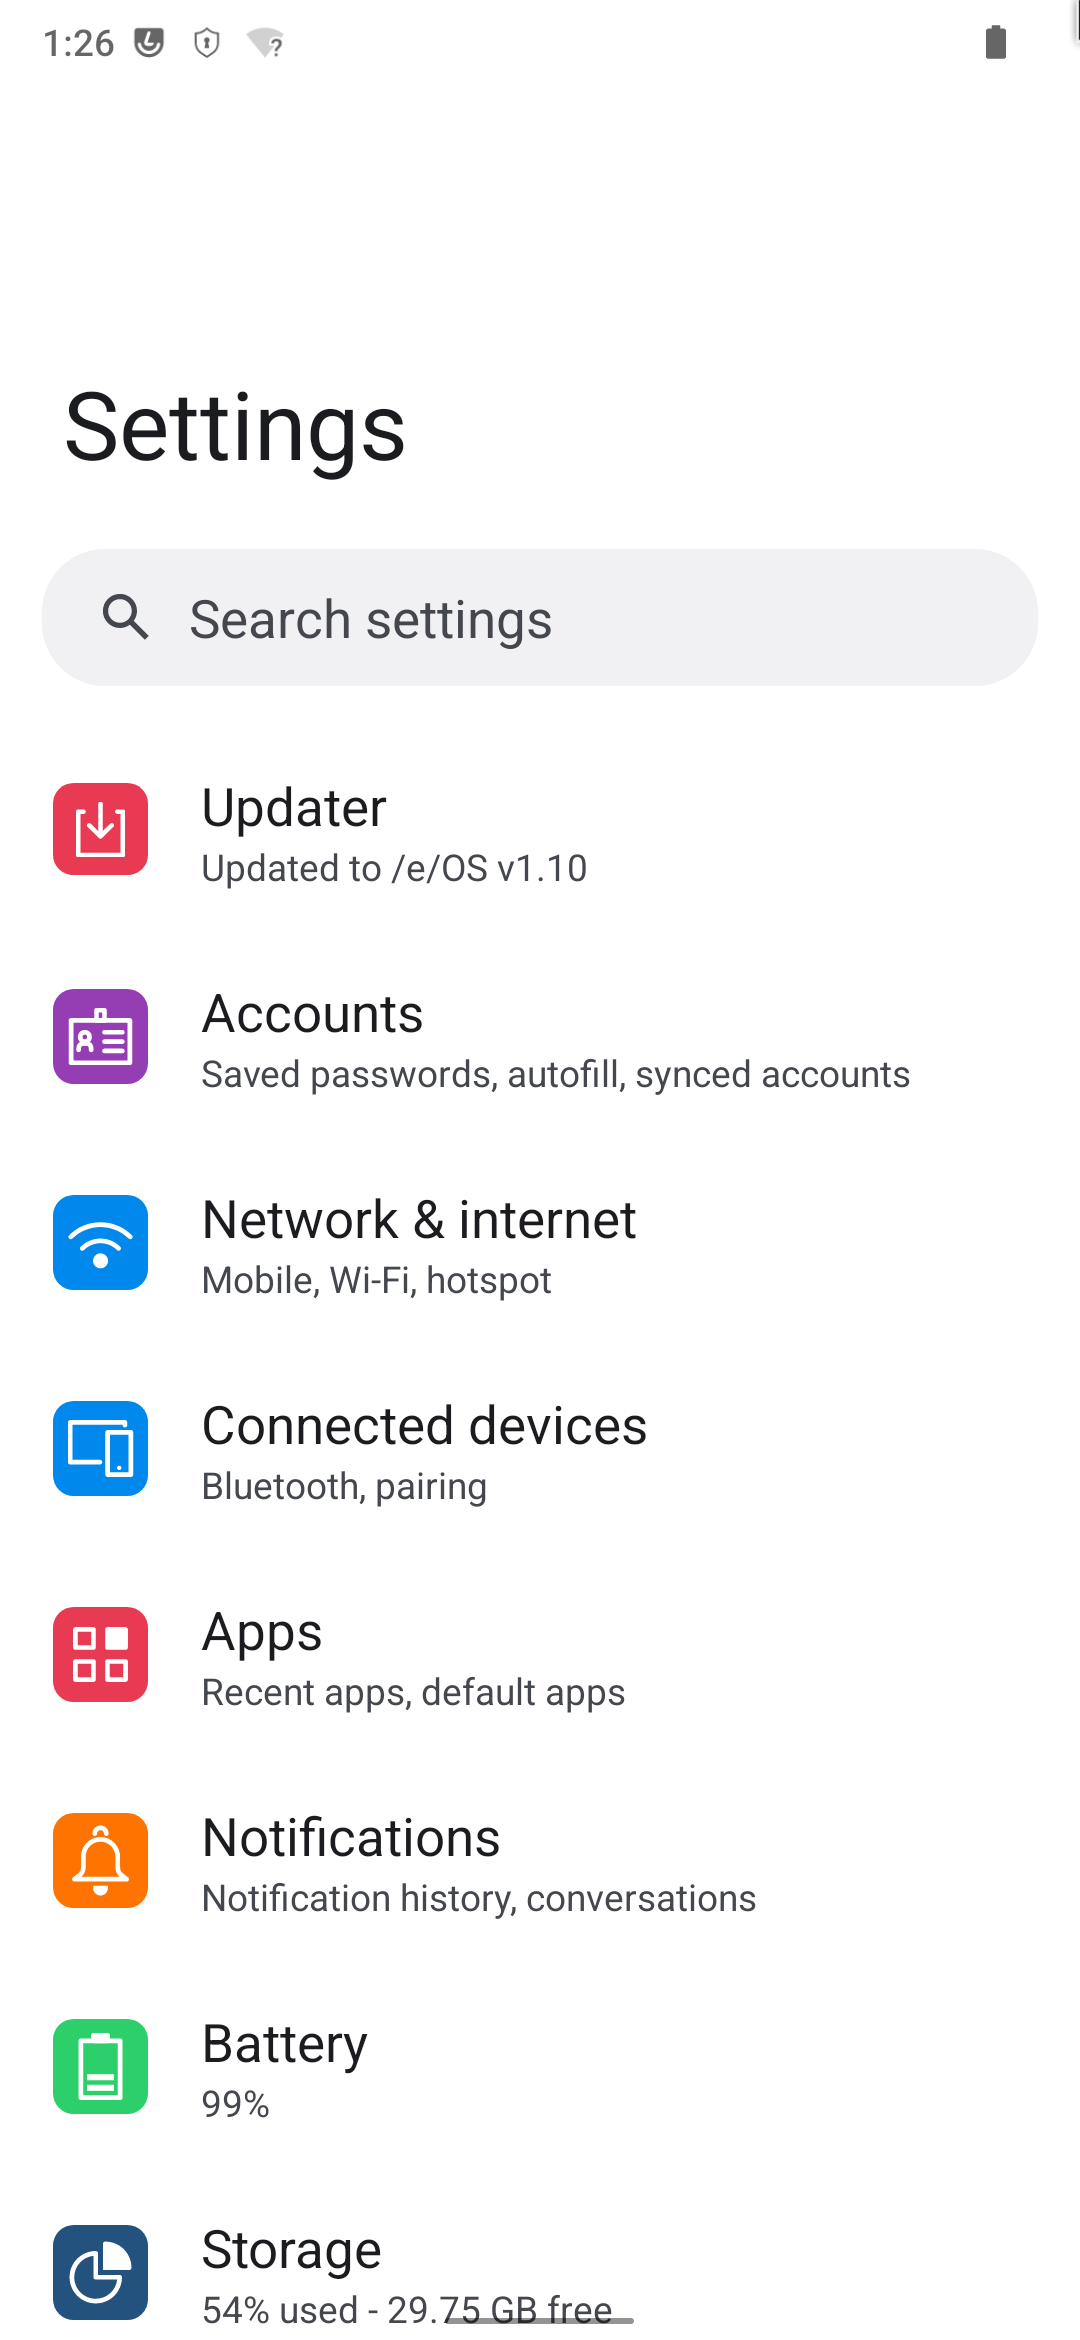 1:26
Settings
Search settings
Updater
Updated to /e/OS v1.10
Accounts
Saved passwords, autofill, synced accounts
Network & internet
Mobile, Wi-Fi, hotspot
Connected devices
Bluetooth, pairing
Apps
Recent apps, default apps
Notifications
Notification history, conversations
Battery
99%
Storage
54% used - 29.75 GB free